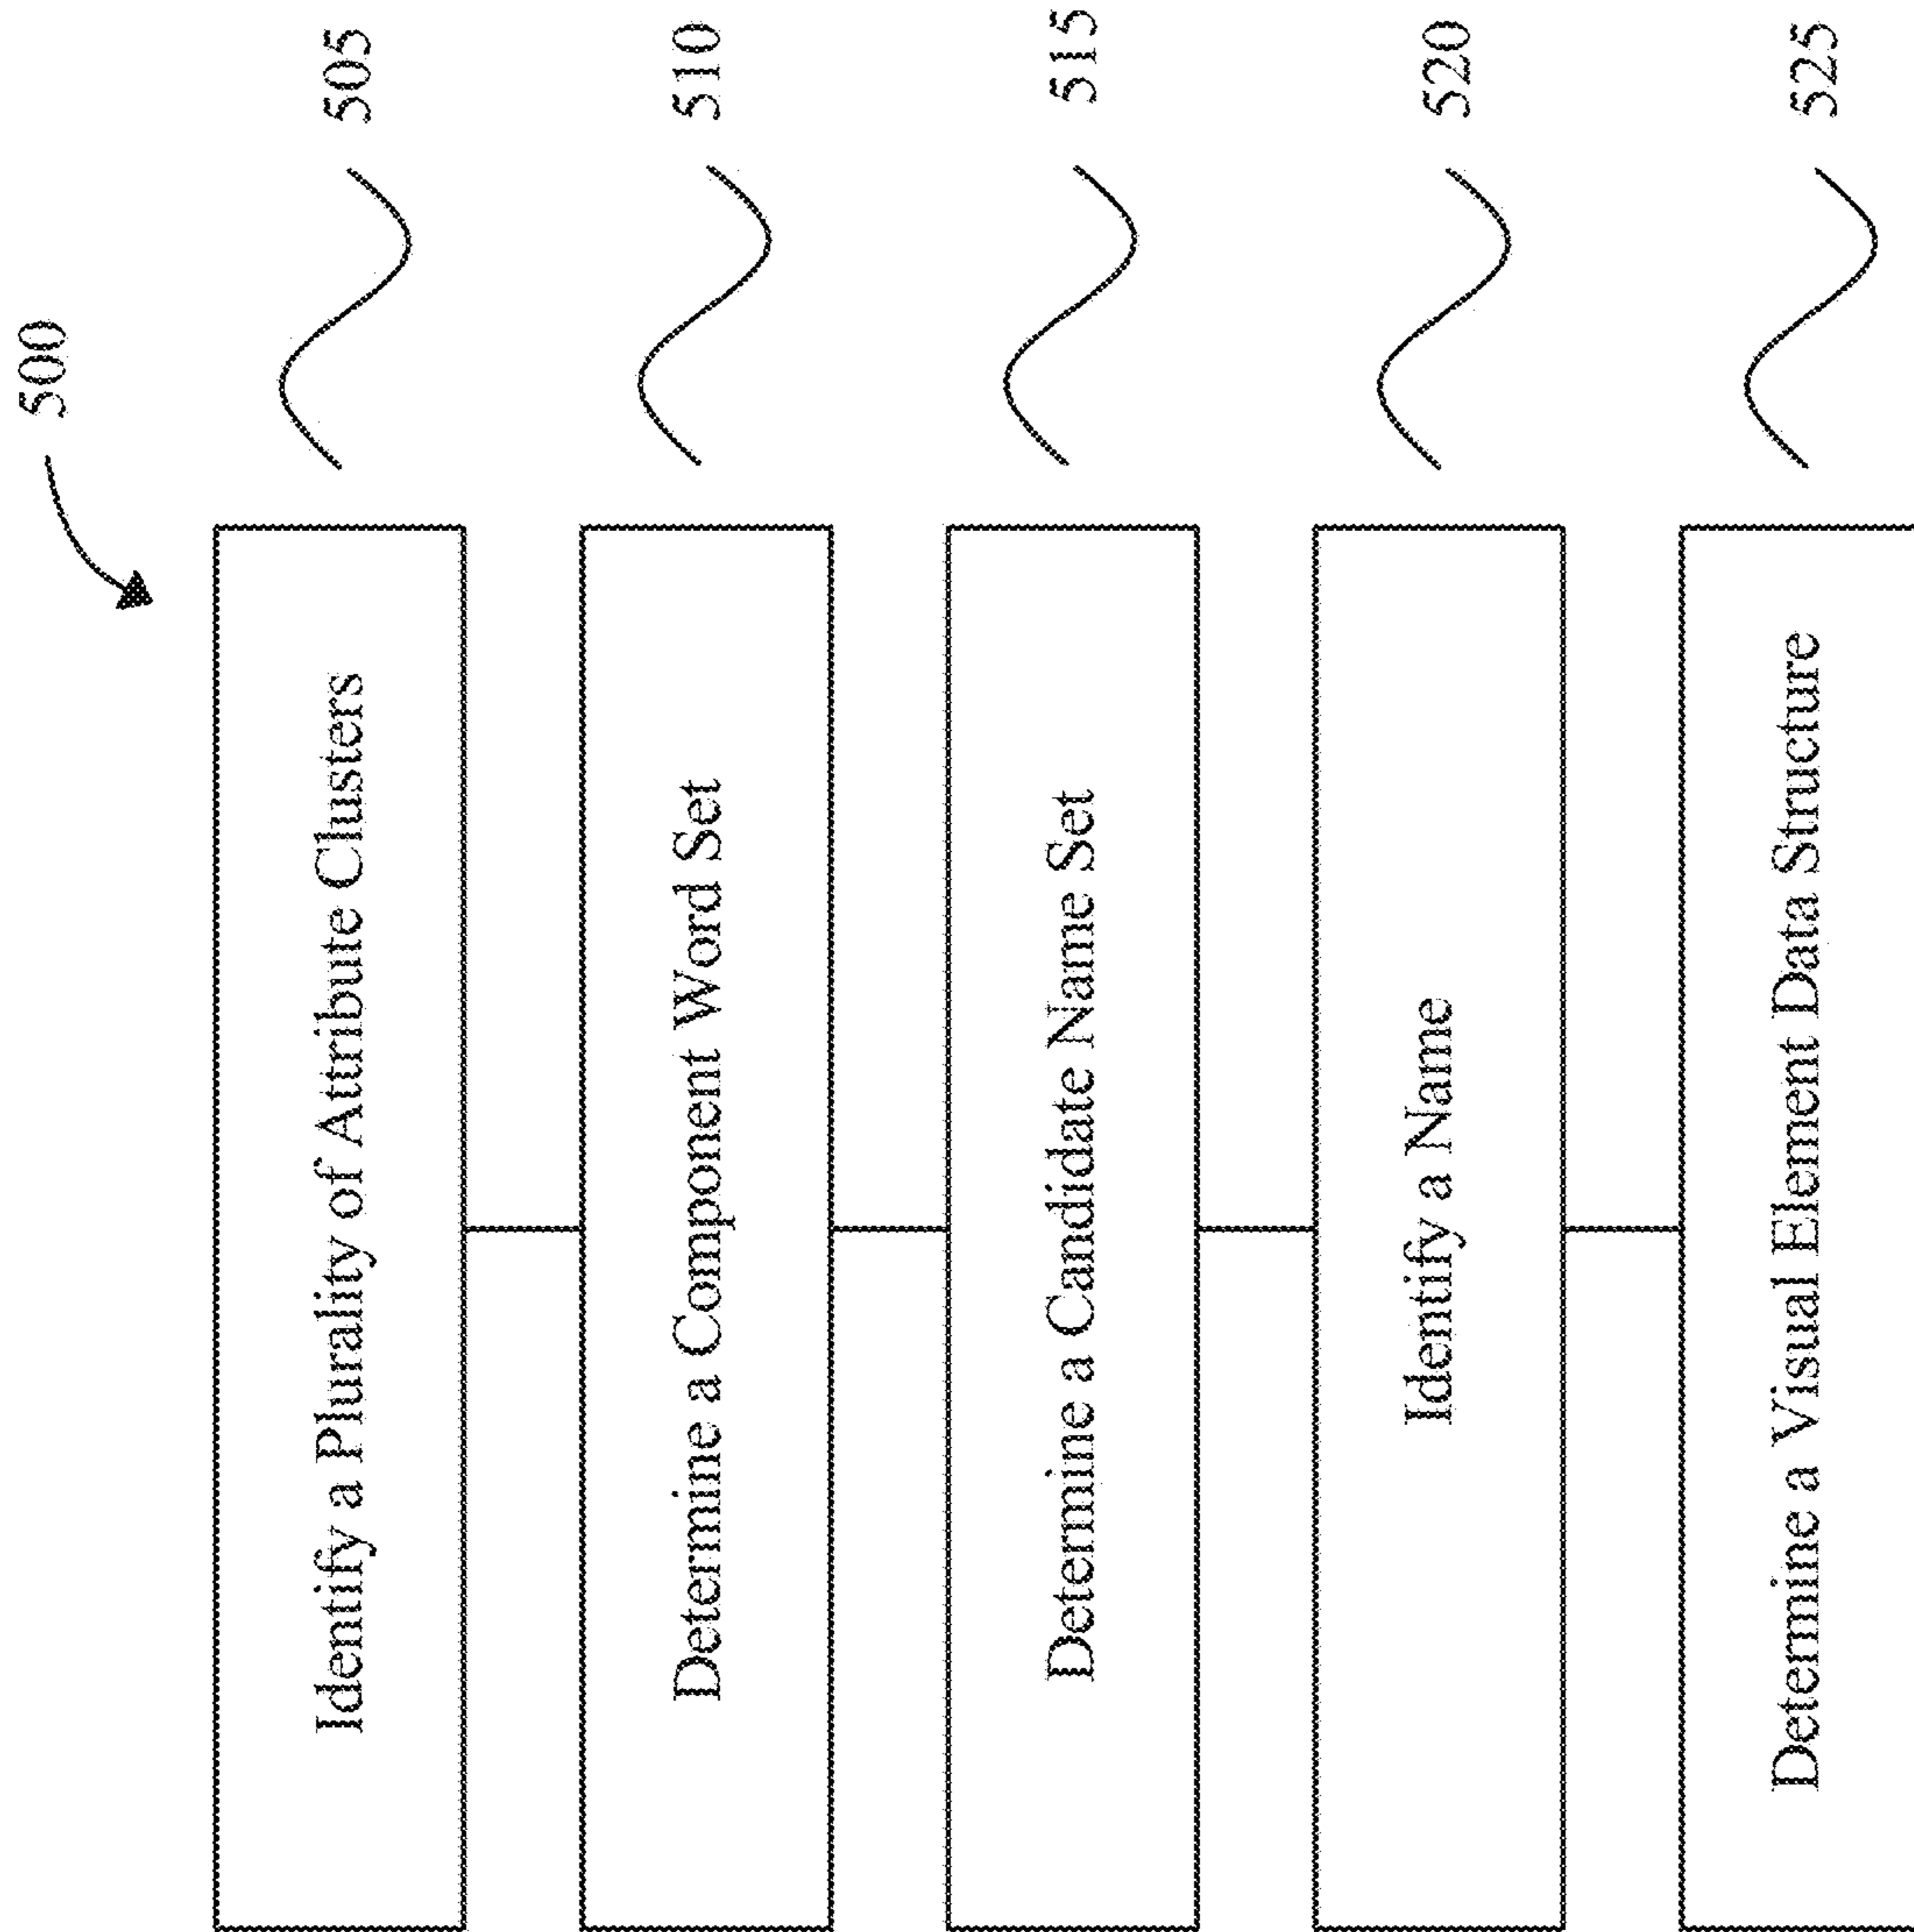 500
Identify a Plurality of Attribute Clusters
505
Determine a Component Word Set
510
Determine a Candidate Name Set
515
Identify a Name
520
Determine a Visual Element Data Structure
525